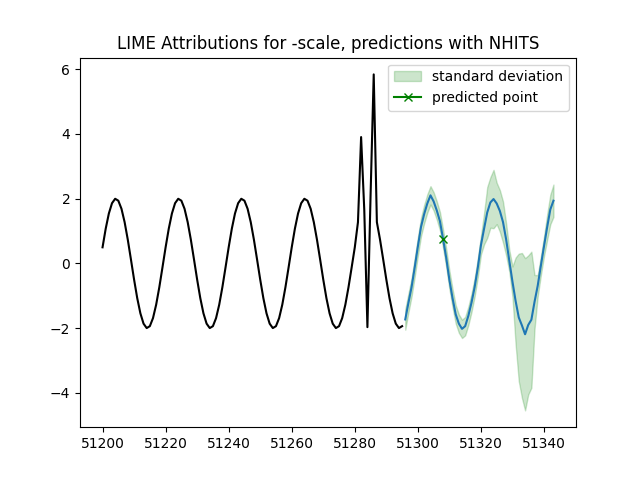 LIME Attributions for -scale, predictions with NHITS
standard deviation
predicted point
6
4
2
0
−2
−4
51200 51220 51240 51260 51280 51300 51320 51340